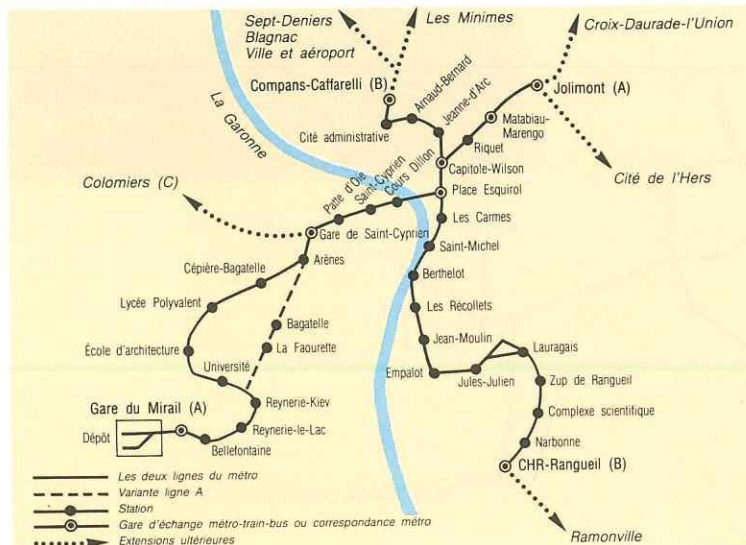 Sept-Deniers
Blagnac
Ville et aéroport
Les Minimes
Croix-Daurade-l'Union
Compans-Caffarelli (B)
Arnaud-Bernard
Jeanne-d'Arc
Jolimont (A)
La Garonne
Cité administrative
Matabiau-
Marengo
Riquet
Capitole-Wilson
Cité de l'Hers
Colomiers (C)
Patte d'Oie
Saint-Cyprien
Cours Dillon
Place Esquirol
Les Carmes
Gare de Saint-Cyprien
Saint-Michel
Arènes
Cépière-Bagatelle
Berthelot
Lycée Polyvalent
Les Récollets
Bagatelle
Jean-Moulin
La Faourette
École d'architecture
Lauragais
Université
Empalot
Jules-Julien
Zup de Rangueil
Gare du Mirail (A)
Reynerie-Kiev
Complexe scientifique
Dépôt
Reynerie-le-Lac
Narbonne
Bellefontaine
CHR-Rangueil (B)
Ramonville
Les deux lignes du métro
Variante ligne A
Station
Gare d'échange métro-train-bus ou correspondance métro
Extensions ultérieures